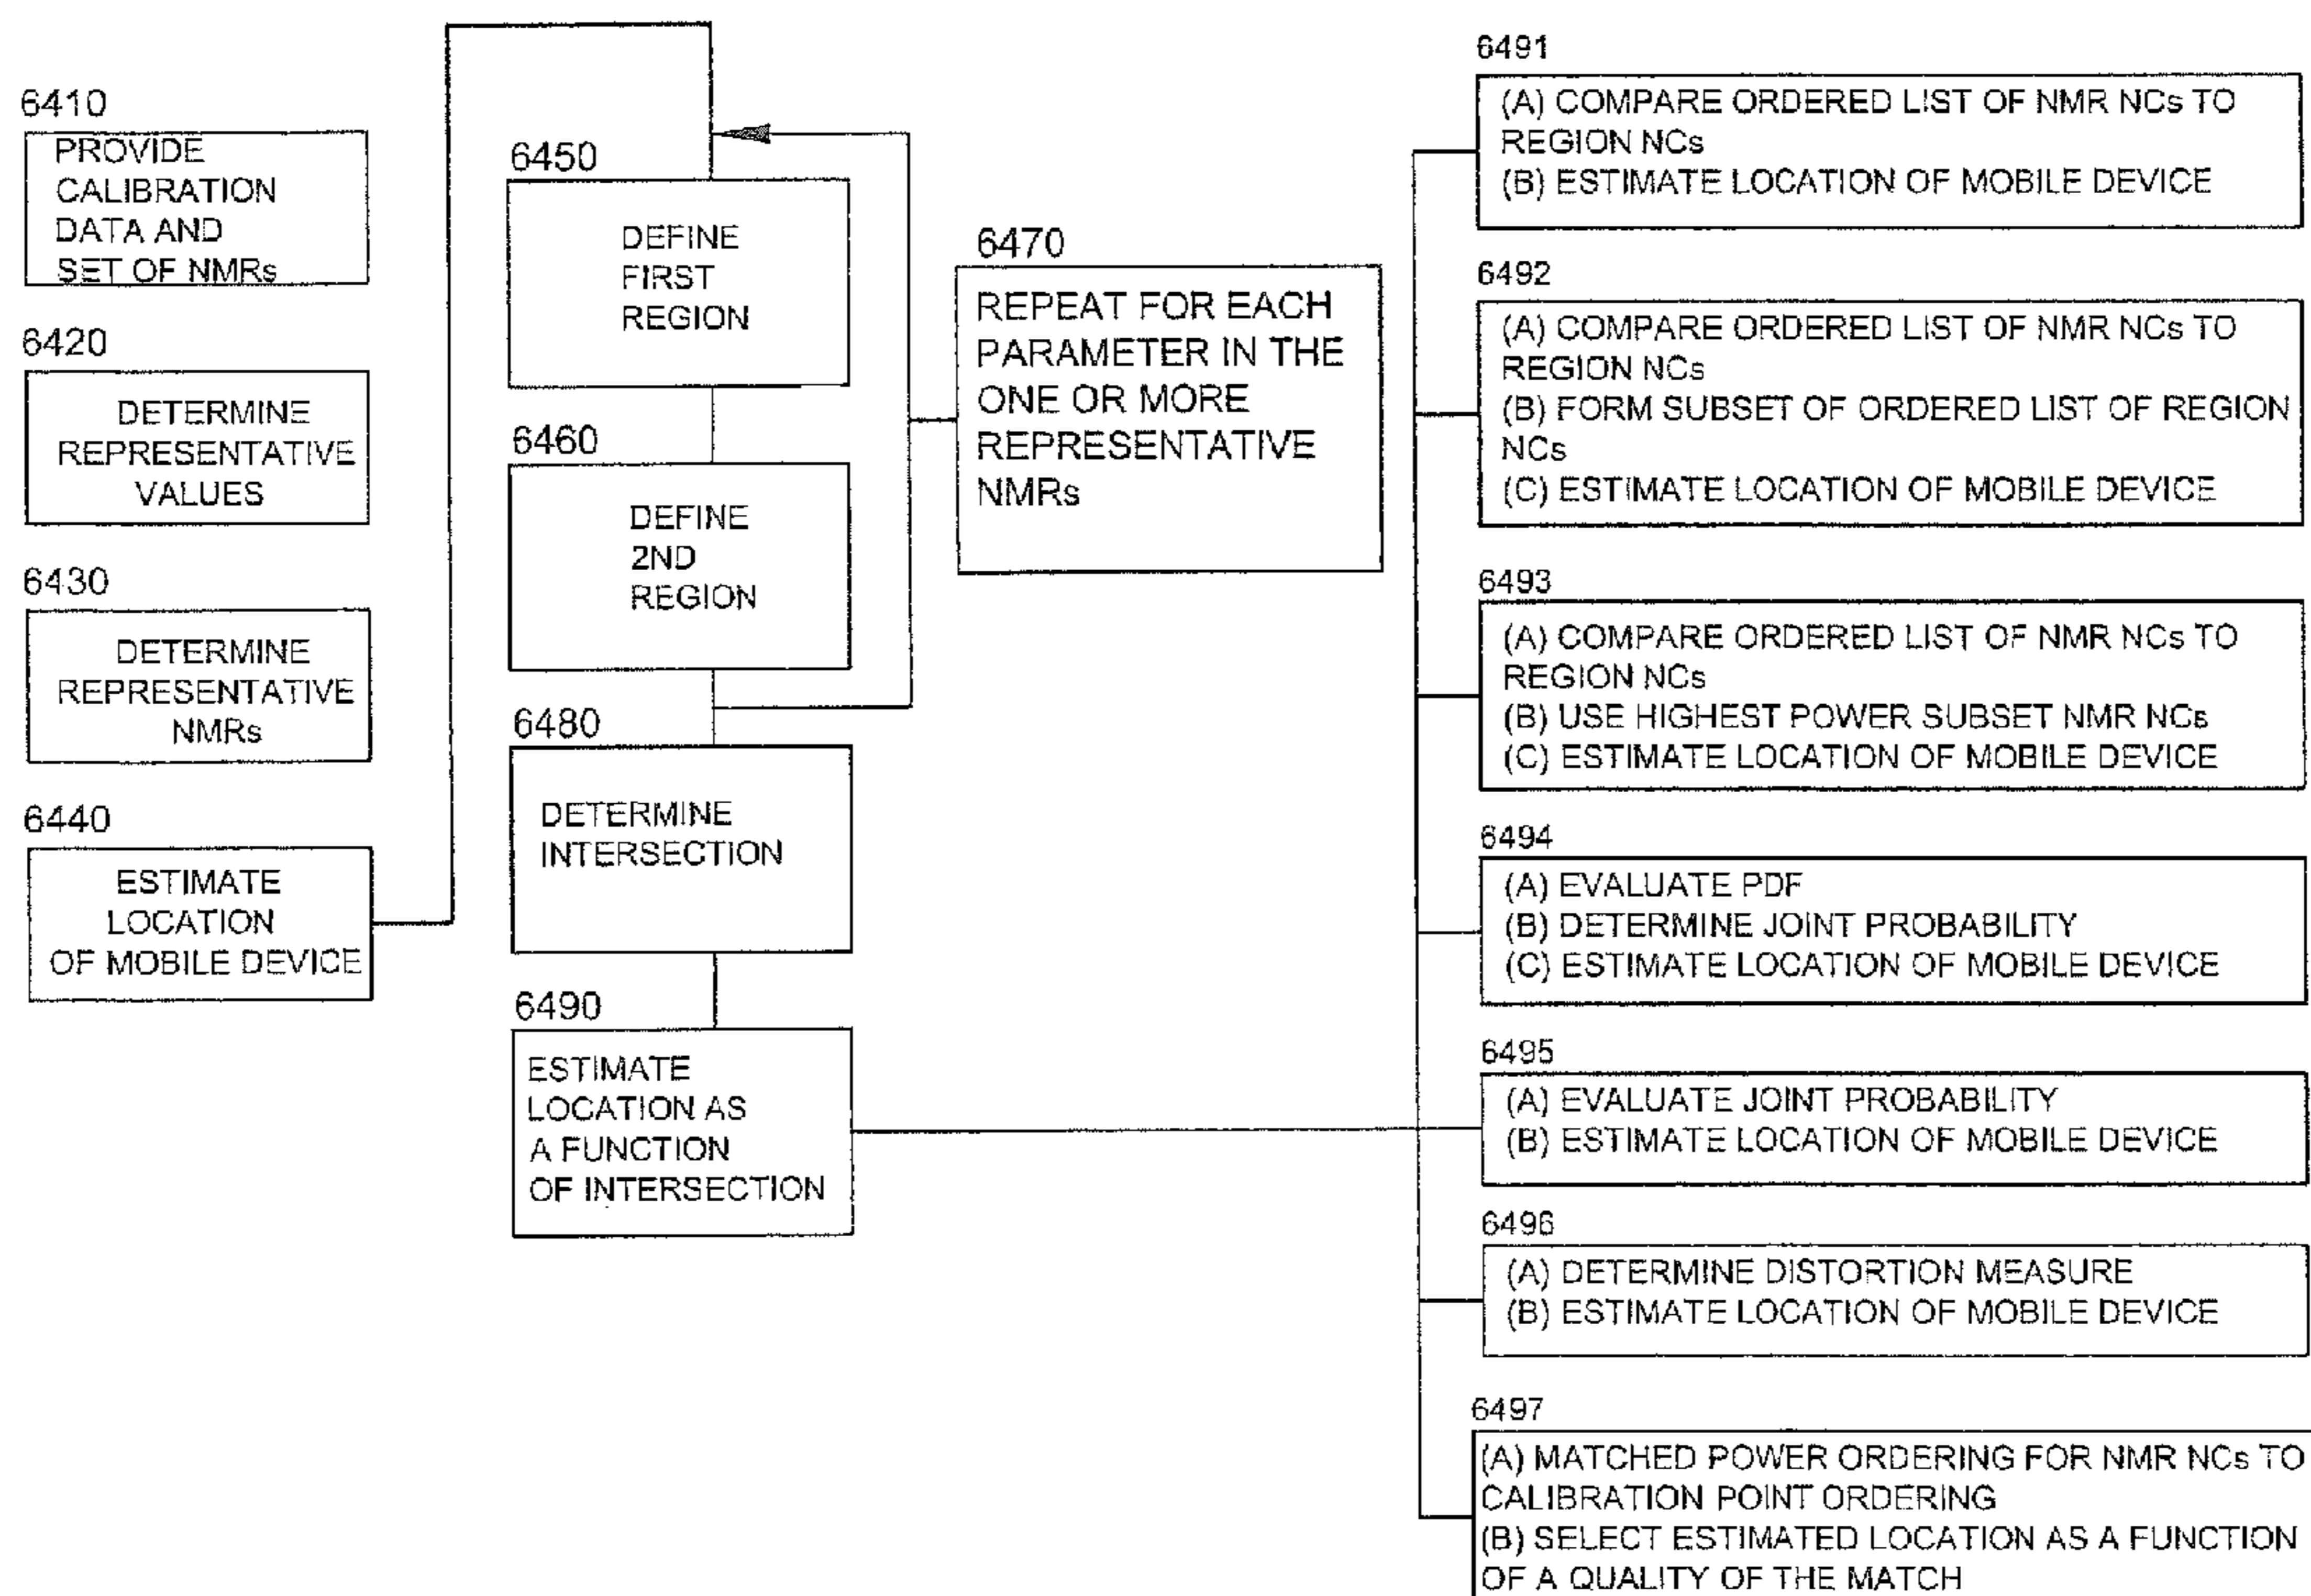 6410
PROVIDE
CALIBRATION
DATA AND
SET OF NMRs
6420
DETERMINE
REPRESENTATIVE
VALUES
6430
DETERMINE
REPRESENTATIVE
NMRs
6440
ESTIMATE
LOCATION
OF MOBILE DEVICE
6450
DEFINE
FIRST
REGION
6460
DEFINE
2ND
REGION
6470
REPEAT FOR EACH
PARAMETER IN THE
ONE OR MORE
REPRESENTATIVE
NMRs
6480
DETERMINE
INTERSECTION
6490
ESTIMATE
LOCATION AS
A FUNCTION
OF INTERSECTION
6491
(A) COMPARE ORDERED LIST OF NMR NCs TO
REGION NCs
(B) ESTIMATE LOCATION OF MOBILE DEVICE
6492
(A) COMPARE ORDERED LIST OF NMR NCs TO
REGION NCs
(B) FORM SUBSET OF ORDERED LIST OF REGION
NCs
(C) ESTIMATE LOCATION OF MOBILE DEVICE
6493
(A) COMPARE ORDERED LIST OF NMR NCs TO
REGION NCs
(B) USE HIGHEST POWER SUBSET NMR NCs
(C) ESTIMATE LOCATION OF MOBILE DEVICE
6494
(A) EVALUATE PDF
(B) DETERMINE JOINT PROBABILITY
(C) ESTIMATE LOCATION OF MOBILE DEVICE
6495
(A) EVALUATE JOINT PROBABILITY
(B) ESTIMATE LOCATION OF MOBILE DEVICE
6496
(A) DETERMINE DISTORTION MEASURE
(B) ESTIMATE LOCATION OF MOBILE DEVICE
6497
(A) MATCHED POWER ORDERING FOR NMR NCs TO
CALIBRATION POINT ORDERING
(B) SELECT ESTIMATED LOCATION AS A FUNCTION
OF A QUALITY OF THE MATCH